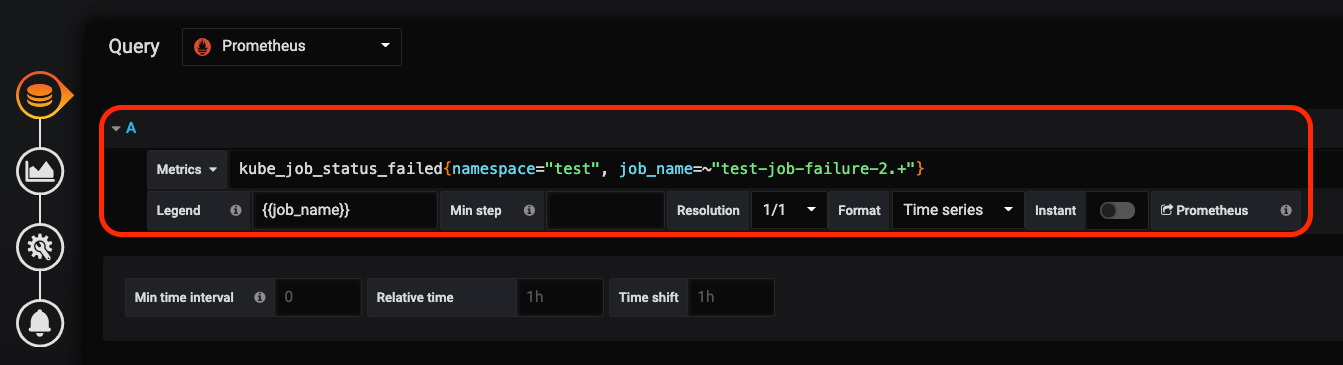 Query Prometheus
A
Metrics kube_job_status_failed{namespace="test", job_name=~"test-job-failure-2.+"}
Legend {{job_name}} Min step Resolution 1/1 Format Time series Instant Prometheus
Min time interval 0 Relative time 1h Time shift 1h